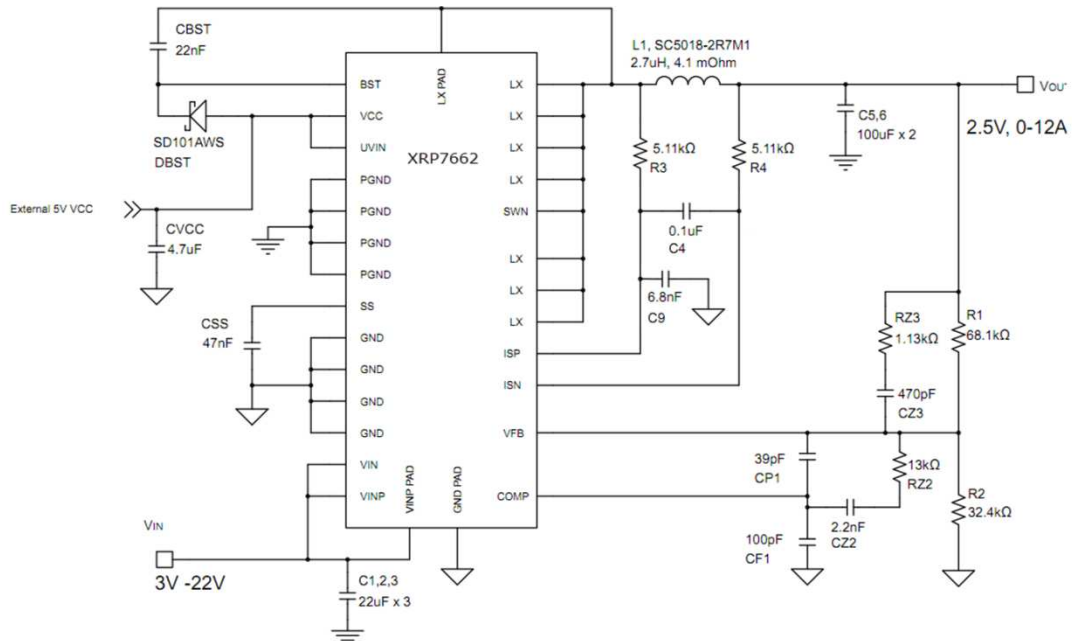 CBST
22nF
L1, SC5018-2R7M1
2.7uH, 4.1 mOhm
LX PAD
BST
LX
VOUT
VCC
LX
C5,6
100uF x 2
2.5V, 0-12A
SD101AWS
DBST
UVIN
XRP7662
LX
5.11kΩ
R3
5.11kΩ
R4
PGND
LX
External 5V VCC
PGND
SWN
CVCC
4.7uF
PGND
0.1uF
C4
LX
PGND
LX
6.8nF
C9
SS
LX
CSS
47nF
GND
RZ3
1.13kΩ
R1
68.1kΩ
ISP
GND
ISN
GND
470pF
CZ3
GND
VFB
VIN
39pF
CP1
13kΩ
RZ2
VINP
VINP PAD
GND PAD
COMP
R2
32.4kΩ
VIN
2.2nF
CZ2
100pF
CF1
3V -22V
C1,2,3
22uF x 3